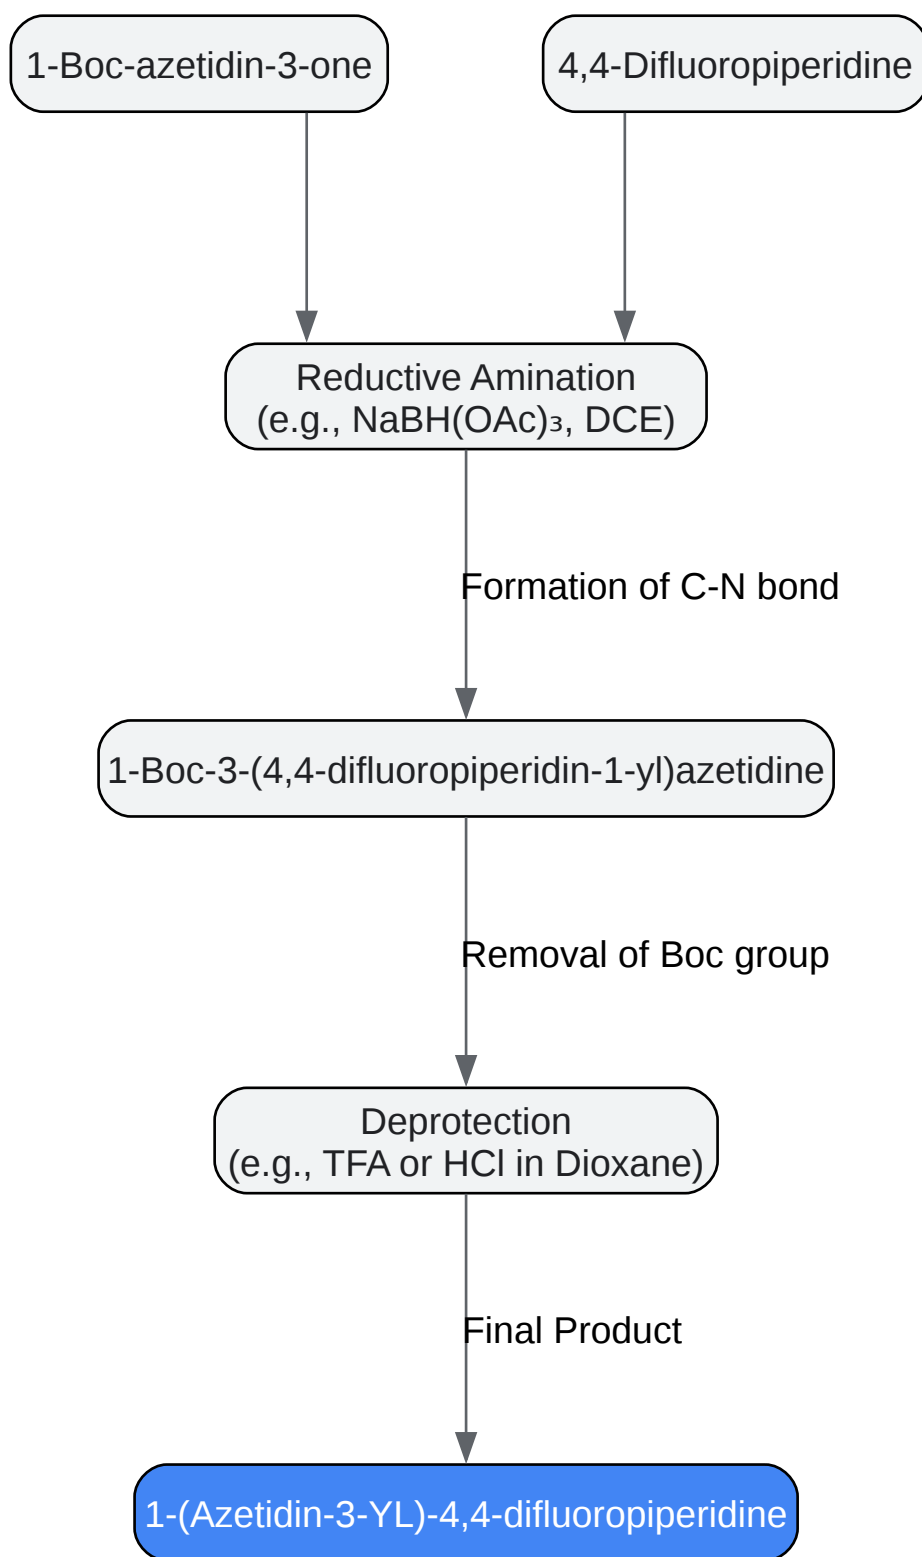 1-Boc-azetidin-3-one
4,4-Difluoropiperidine
Reductive Amination
(e.g., NaBH(OAc)₃, DCE)
Formation of C-N bond
1-Boc-3-(4,4-difluoropiperidin-1-yl)azetidine
Removal of Boc group
Deprotection
(e.g., TFA or HCl in Dioxane)
Final Product
1-(Azetidin-3-YL)-4,4-difluoropiperidine